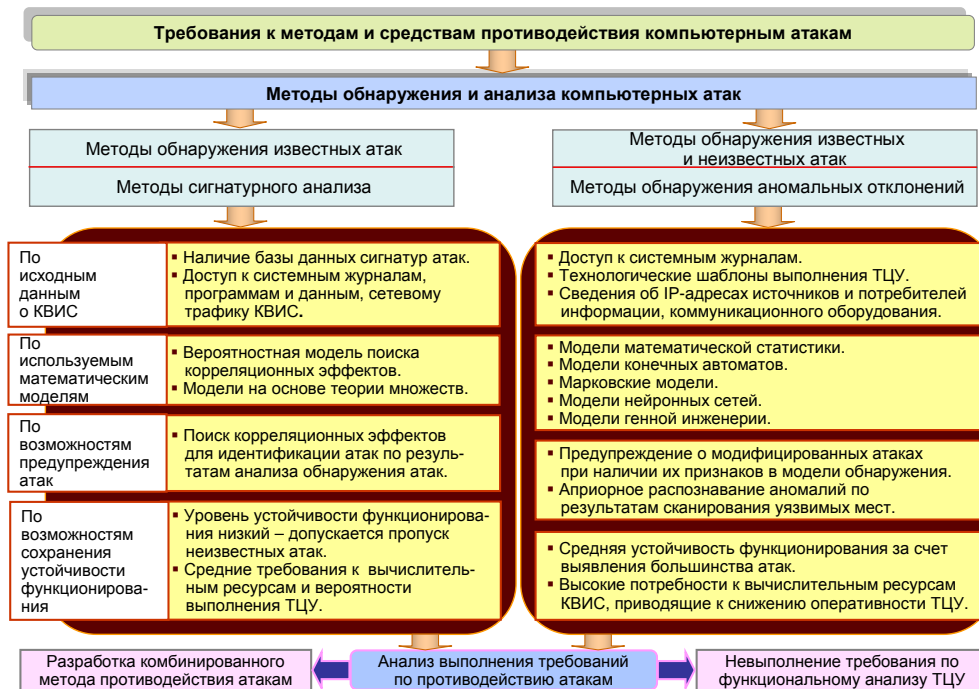 Требования к методам и средствам противодействия компьютерным атакам
Методы обнаружения и анализа компьютерных атак
Методы обнаружения известных атак
Методы сигнатурного анализа
Методы обнаружения известных
и неизвестных атак
Методы обнаружения аномальных отклонений
По
исходным
данным
о КВИС
▪ Наличие базы данных сигнатур атак.
▪ Доступ к системным журналам,
программам и данным, сетевому
трафику КВИС.
▪ Доступ к системным журналам.
▪ Технологические шаблоны выполнения ТЦУ.
▪ Сведения об IP-адресах источников и потребителей
информации, коммуникационного оборудования.
По
используемым
математическим
моделям
▪ Вероятностная модель поиска
корреляционных эффектов.
▪ Модели на основе теории множеств.
▪ Модели математической статистики.
▪ Модели конечных автоматов.
▪ Марковские модели.
▪ Модели нейронных сетей.
▪ Модели генной инженерии.
По
возможностям
предупреждения
атак
▪ Поиск корреляционных эффектов
для идентификации атак по резуль-
татам анализа обнаружения атак.
▪ Предупреждение о модифицированных атаках
при наличии их признаков в модели обнаружения.
▪ Априорное распознавание аномалий по
результатам сканирования уязвимых мест.
По
возможностям
сохранения
устойчивости
функционирова-
ния
▪ Уровень устойчивости функционирова-
ния низкий – допускается пропуск
неизвестных атак.
▪ Средние требования к вычислитель-
ным ресурсам и вероятности
выполнения ТЦУ.
▪ Средняя устойчивость функционирования за счет
выявления большинства атак.
▪ Высокие потребности к вычислительным ресурсам
КВИС, приводящие к снижению оперативности ТЦУ.
Разработка комбинированного
метода противодействия атакам
Анализ выполнения требований
по противодействию атакам
Невыполнение требования по
функциональному анализу ТЦУ